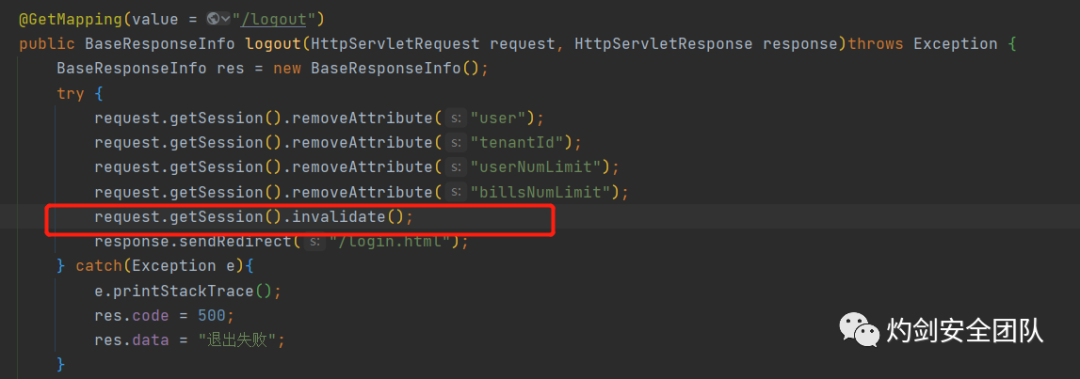 @GetMapping(value = "/logout")
public BaseResponseInfo logout(HttpServletRequest request, HttpServletResponse response)throws Exception {
BaseResponseInfo res = new BaseResponseInfo();
try {
request.getSession().removeAttribute( s: "user");
request.getSession().removeAttribute( s: "tenantId");
request.getSession().removeAttribute( s: "userNumLimit");
request.getSession().removeAttribute( s: "billsNumLimit");
request.getSession().invalidate();
response.sendRedirect( s: "/login.html");
} catch(Exception e){
e.printStackTrace();
res.code = 500;
res.data = "退出失败";
}
灼剑安全团队